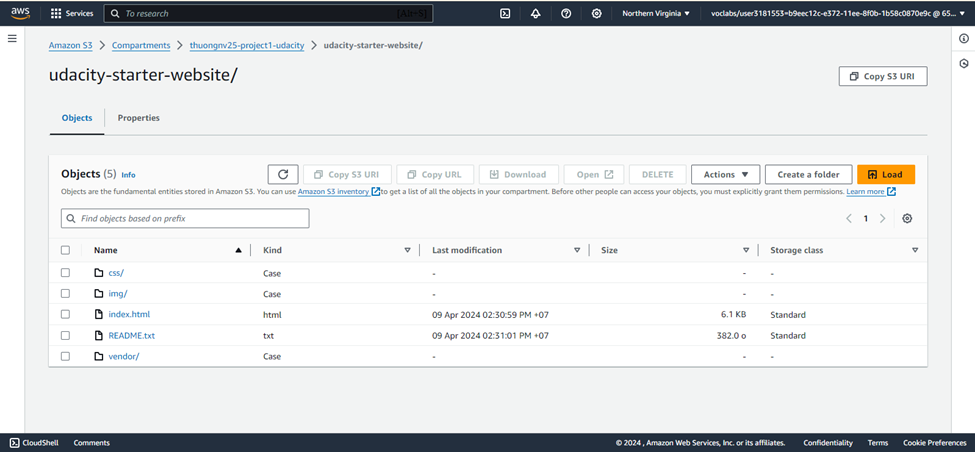 aws Services To research [Alt+S] Northern Virginia voclabs/user3181553=b9eec12c-e372-11ee-8f0b-1b58c0870e9c @ 65...
Amazon S3 > Compartments > thuongnv25-project1-udacity > udacity-starter-website/
udacity-starter-website/ Copy S3 URI
Objects Properties
Objects (5) Info Copy S3 URI Copy URL Download Open DELETE Actions Create a folder Load
Objects are the fundamental entities stored in Amazon S3. You can use Amazon S3 inventory to get a list of all the objects in your compartment. Before other people can access your objects, you must explicitly grant them permissions. Learn more
Find objects based on prefix 1
Name Kind Last modification Size Storage class
css/ Case - - -
img/ Case - - -
index.html html 09 Apr 2024 02:30:59 PM +07 6.1 KB Standard
README.txt txt 09 Apr 2024 02:31:01 PM +07 382.0 o Standard
vendor/ Case - - -
CloudShell Comments © 2024 , Amazon Web Services, Inc. or its affiliates. Confidentiality Terms Cookie Preferences